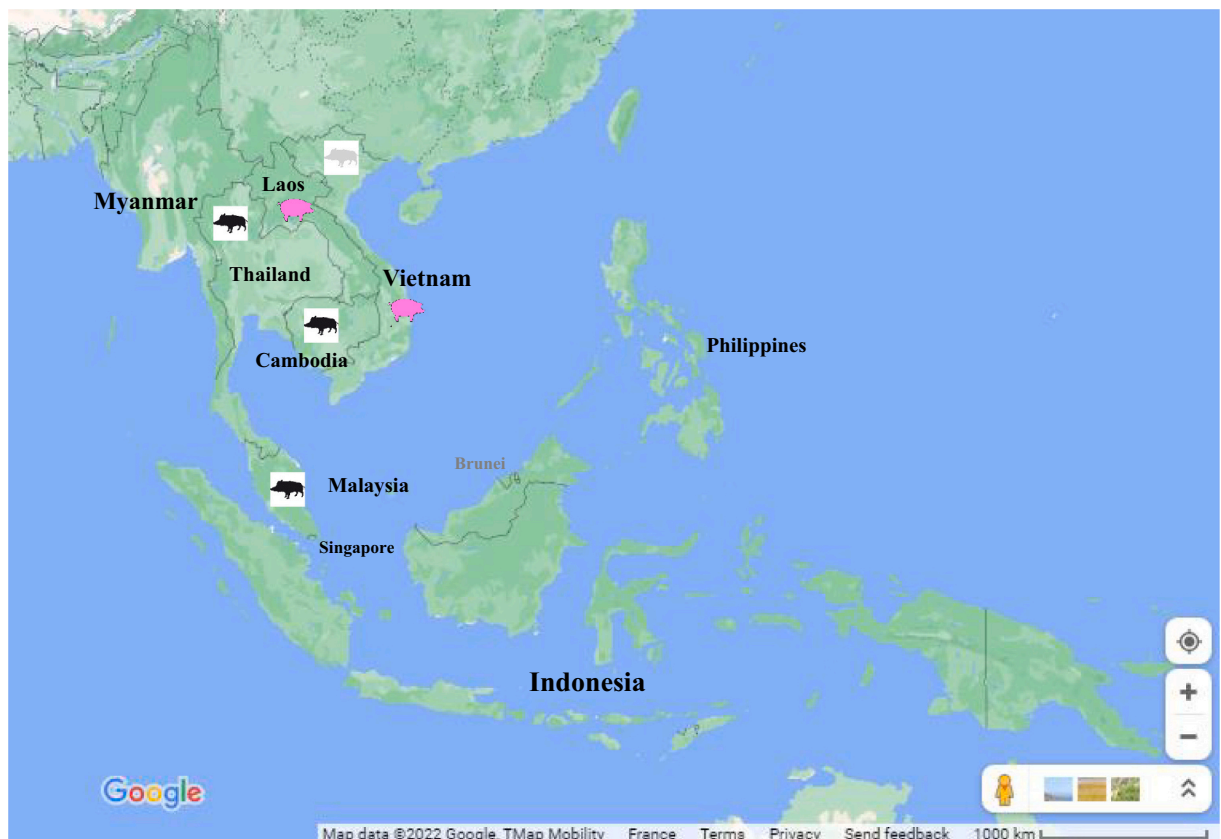 Laos
Myanmar
Thailand
Vietnam
Cambodia
Philippines
Brunei
Malaysia
Singapore
Indonesia
Google
Map data ©2022 Google, TMap Mobility France Terms Privacy Send feedback 1000 km